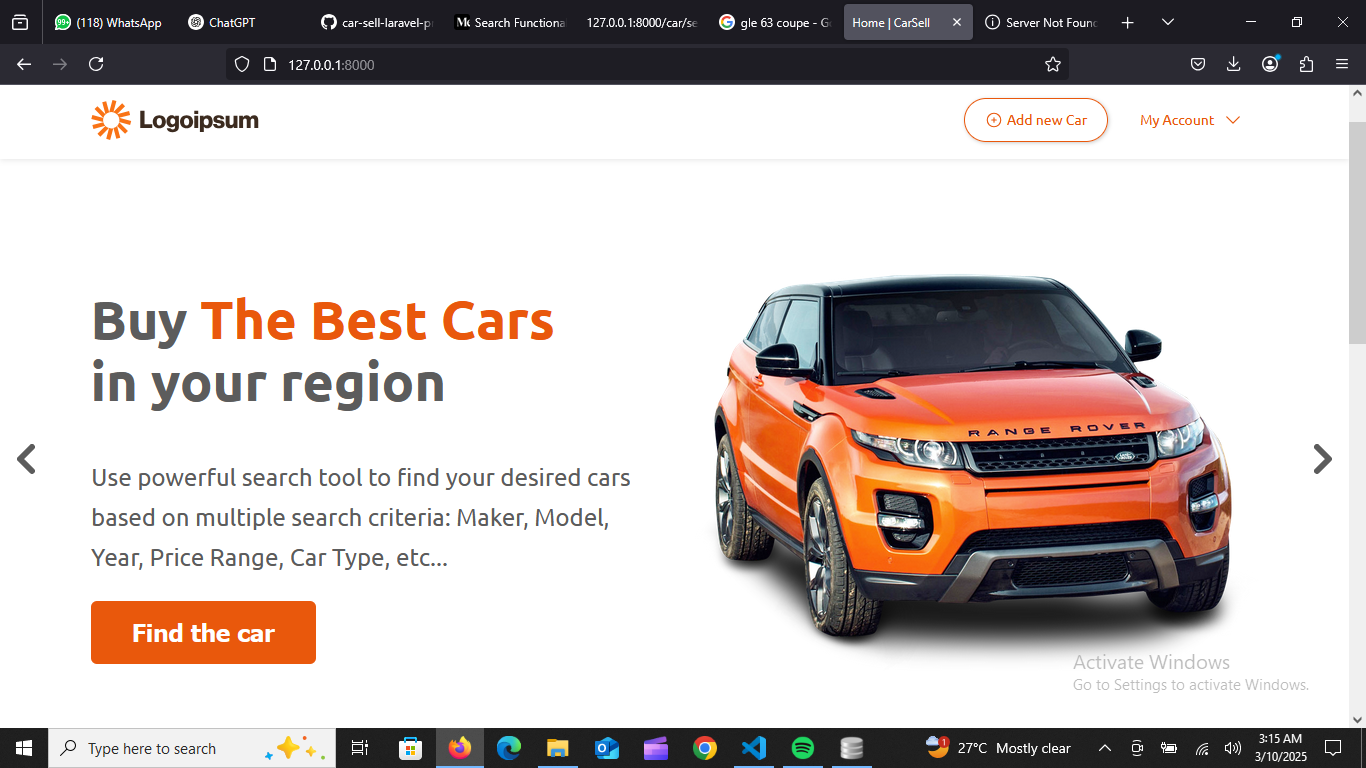 (118) WhatsApp
ChatGPT
car-sell-laravel-p
Search Functiona
127.0.0.1:8000/car/se
gle 63 coupe - G
Home | CarSell
Server Not Foun
127.0.0.1:8000
Logoipsum
Add new Car
My Account
Buy The Best Cars
in your region
RANGE ROVER
Use powerful search tool to find your desired cars
based on multiple search criteria: Maker, Model,
Year, Price Range, Car Type, etc...
Find the car
Activate Windows
Go to Settings to activate Windows.
Type here to search
27°C Mostly clear
3:15 AM
3/10/2025